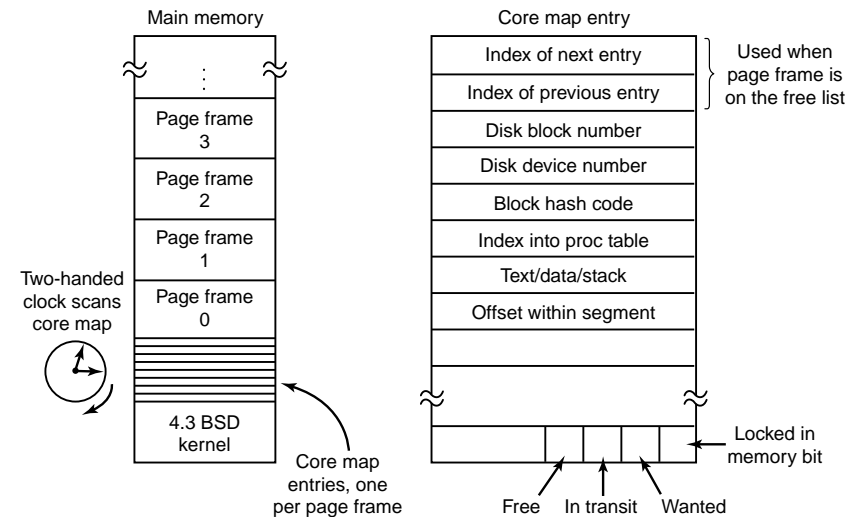 Main memory
Page frame
3
Page frame
2
Page frame
1
Page frame
0
4.3 BSD
kernel
Two-handed
clock scans
core map
Core map
entries, one
per page frame
Core map entry
Index of next entry
Index of previous entry
Disk block number
Disk device number
Block hash code
Index into proc table
Text/data/stack
Offset within segment
Used when
page frame is
on the free list
Locked in
memory bit
Free
In transit
Wanted